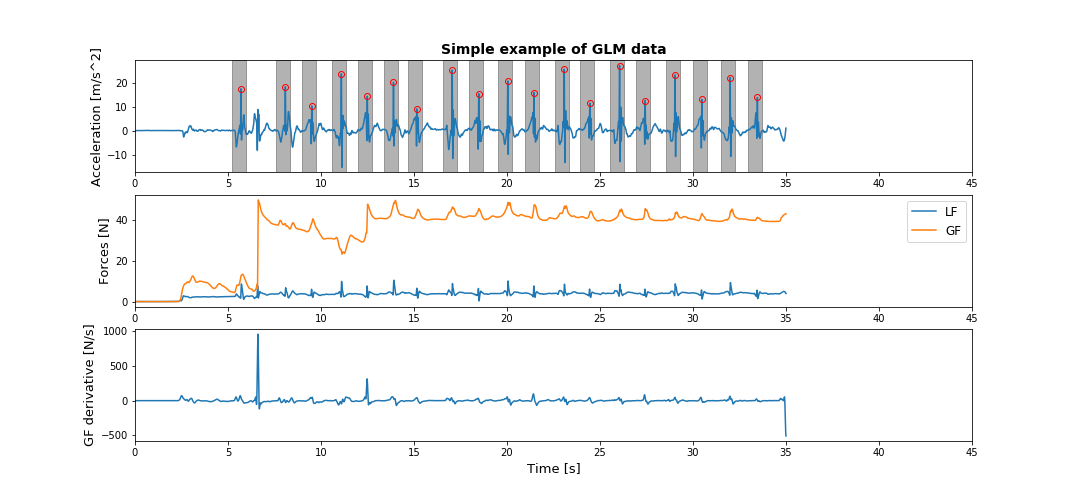 Simple example of GLM data
Acceleration [m/s^2]
20
10
0
−10
0 5 10 15 20 25 30 35 40 45
Forces [N]
40
20
0
LF
GF
0 5 10 15 20 25 30 35 40 45
GF derivative [N/s]
1000
500
0
−500
0 5 10 15 20 25 30 35 40 45
Time [s]